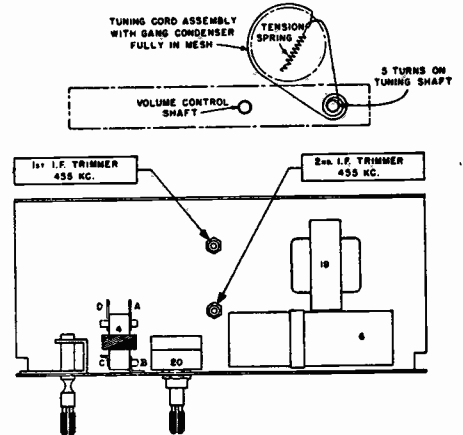 TUNING CORD ASSEMBLY
WITH GANG CONDENSER
FULLY IN MESH
TENSION
SPRING
5 TURNS ON
TUNING SHAFT
VOLUME CONTROL
SHAFT
1ST I.F. TRIMMER
455 KC.
2ND I.F. TRIMMER
455 KC.
19
D
A
4
C
B
20
6